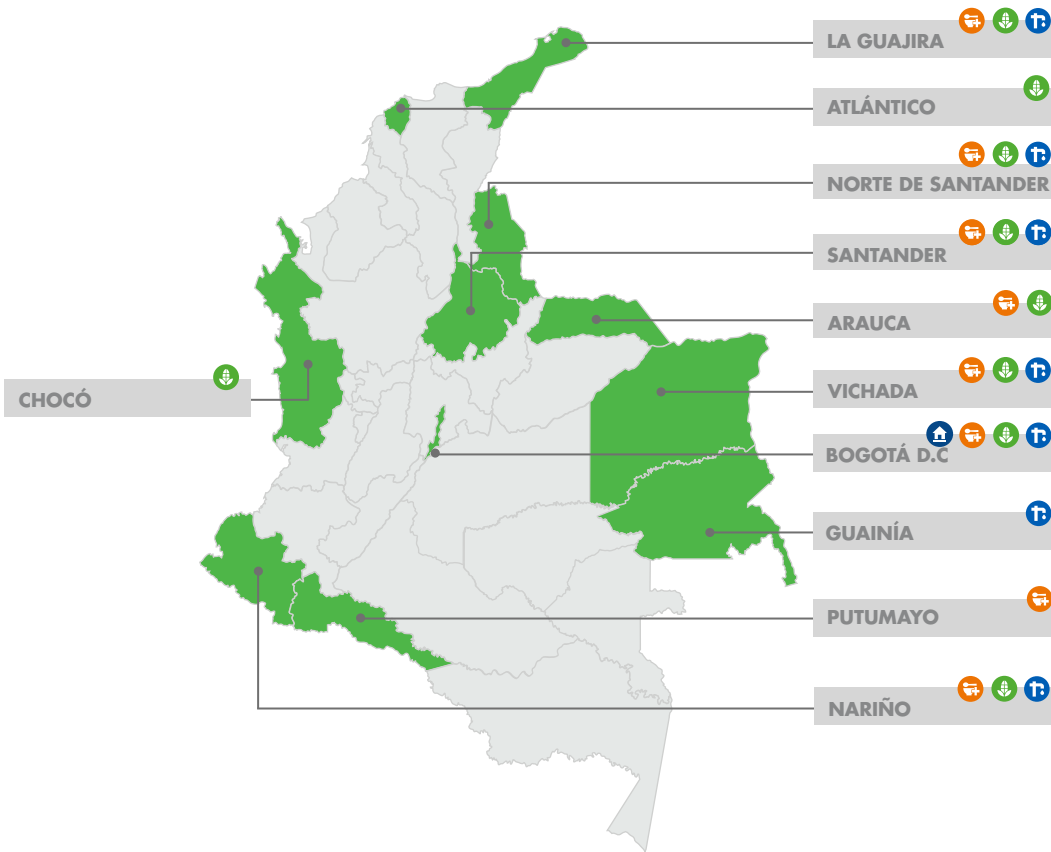 LA GUAJIRA
ATLÁNTICO
NORTE DE SANTANDER
SANTANDER
ARAUCA
VICHADA
CHOCÓ
BOGOTÁ D.C
GUAINÍA
PUTUMAYO
NARIÑO